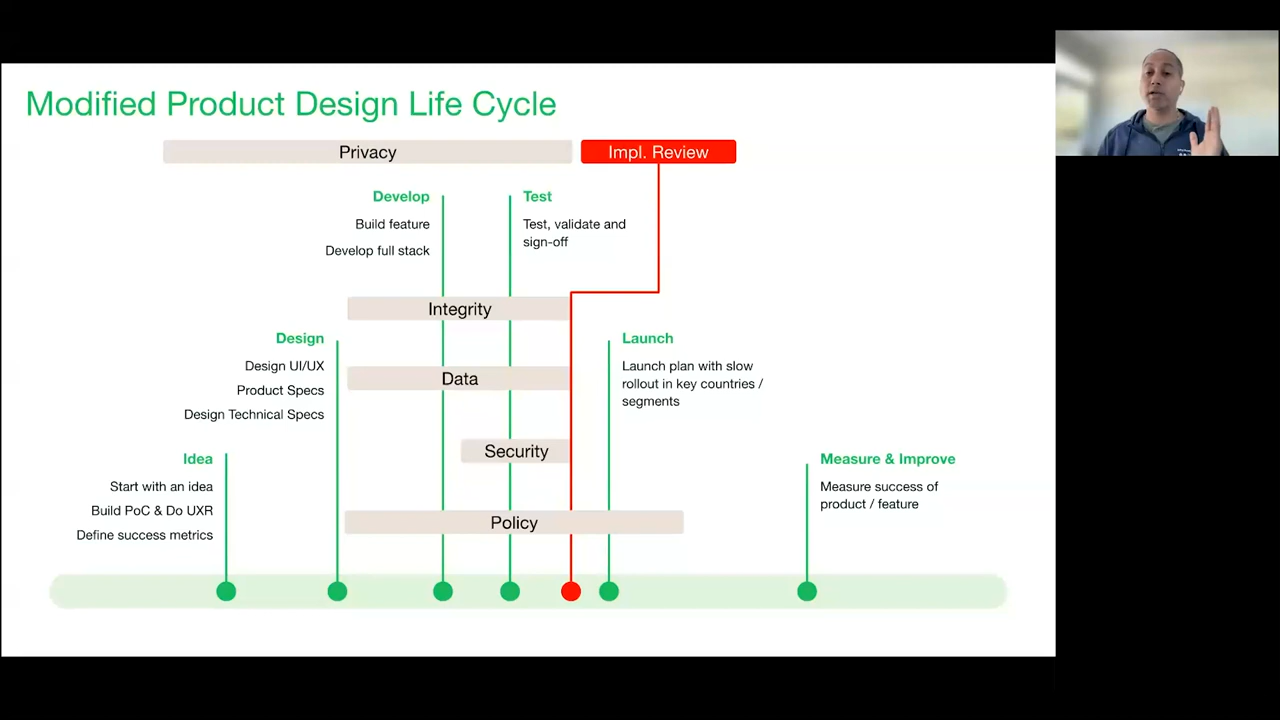 Modified Product Design Life Cycle
Privacy
Impl. Review
Develop
Build feature
Develop full stack
Test
Test, validate and
sign-off
Integrity
Design
Design UI/UX
Product Specs
Design Technical Specs
Data
Launch
Launch plan with slow
rollout in key countries /
segments
Security
Idea
Start with an idea
Build PoC & Do UXR
Define success metrics
Policy
Measure & Improve
Measure success of
product / feature